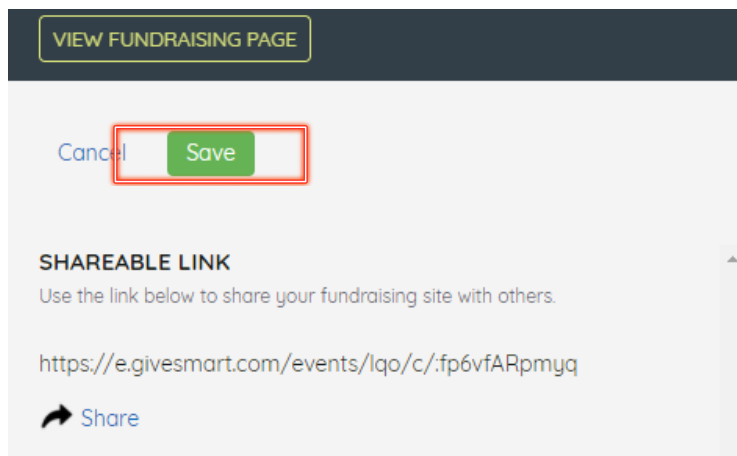 VIEW FUNDRAISING PAGE
Cancel Save
SHAREABLE LINK
Use the link below to share your fundraising site with others.
https://e.givesmart.com/events/lqo/c/:fp6vfARpmyq
Share